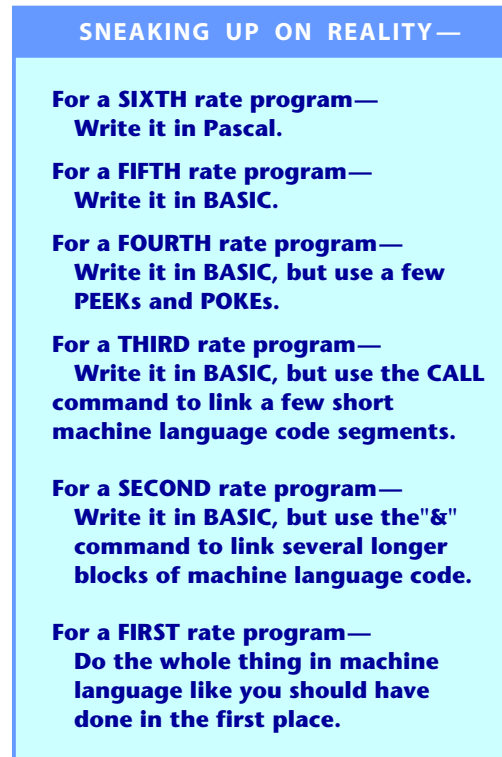 SNEAKING UP ON REALITY—
For a SIXTH rate program—
Write it in Pascal.
For a FIFTH rate program—
Write it in BASIC.
For a FOURTH rate program—
Write it in BASIC, but use a few
PEEKs and POKEs.
For a THIRD rate program—
Write it in BASIC, but use the CALL
command to link a few short
machine language code segments.
For a SECOND rate program—
Write it in BASIC, but use the"&"
command to link several longer
blocks of machine language code.
For a FIRST rate program—
Do the whole thing in machine
language like you should have
done in the first place.